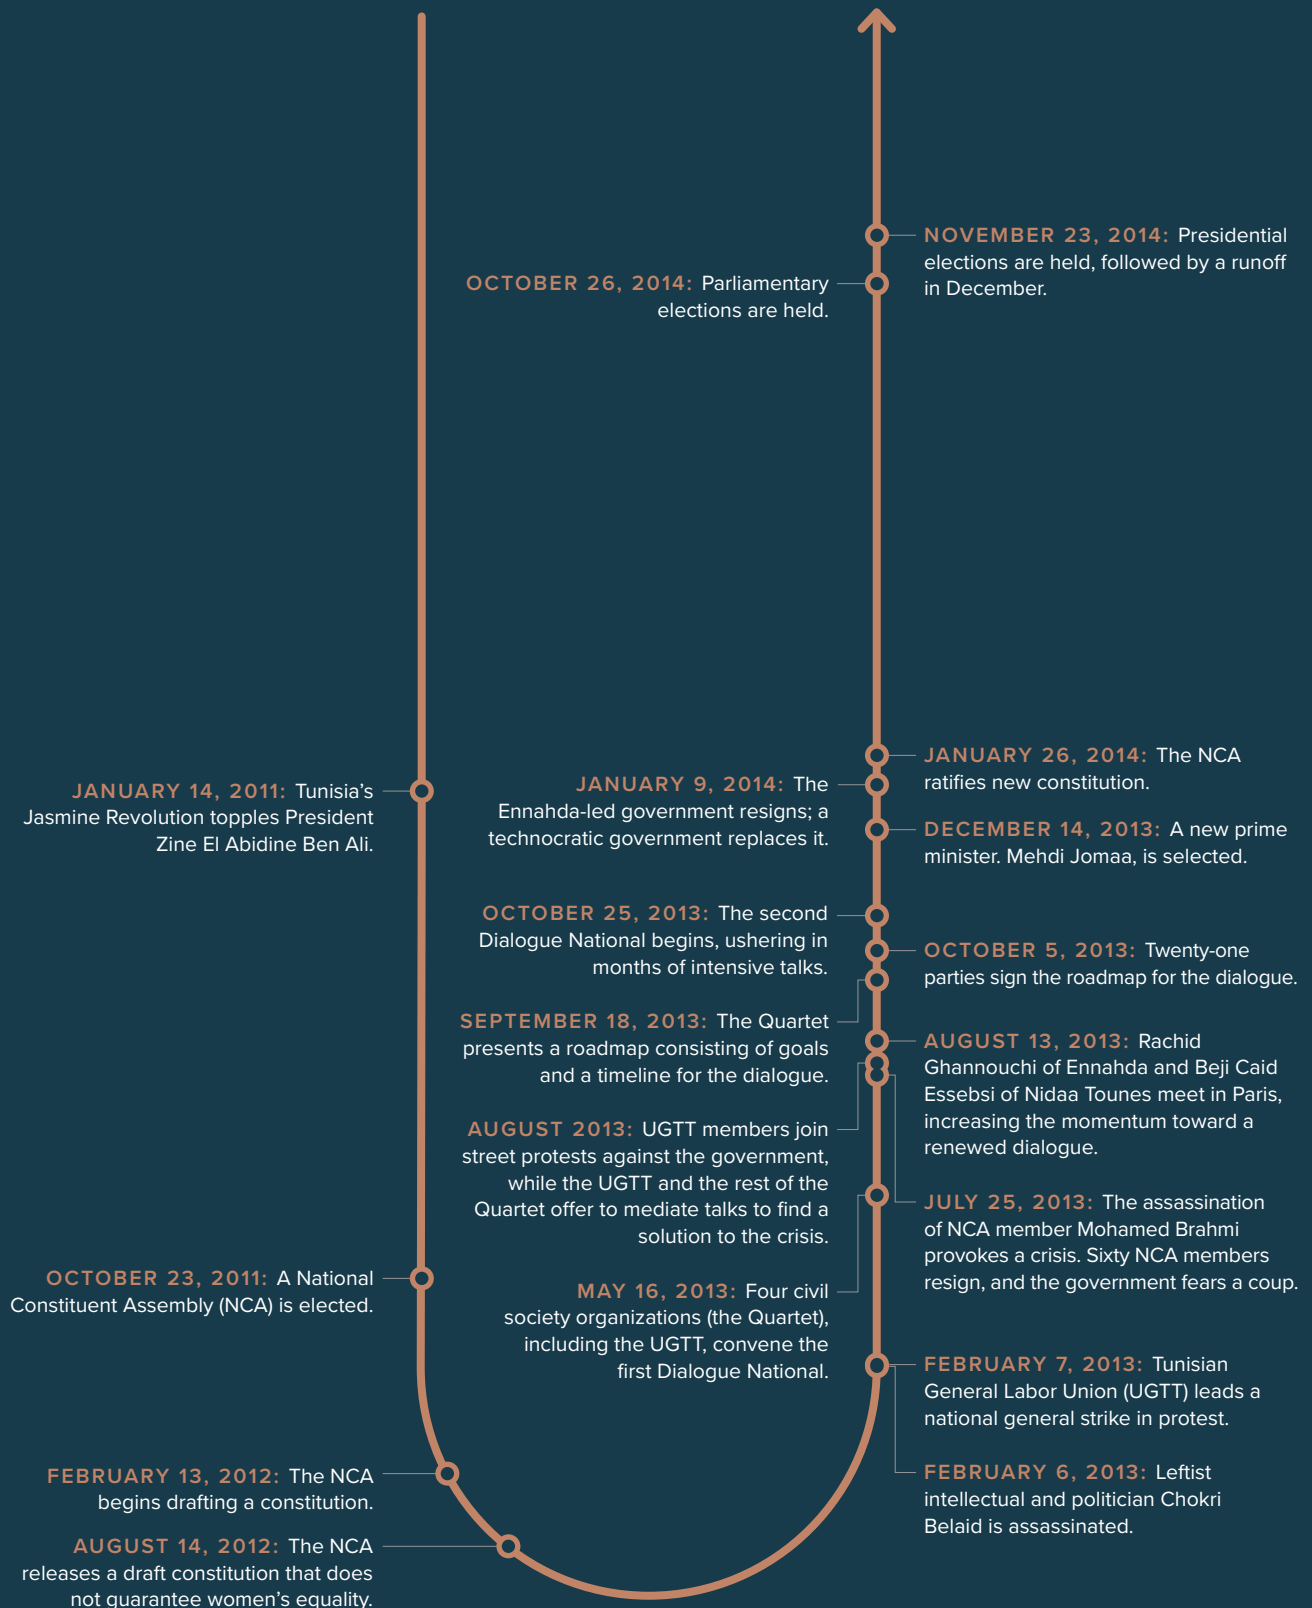 JANUARY 14, 2011: Tunisia's
Jasmine Revolution topples President
Zine El Abidine Ben Ali.
OCTOBER 23, 2011: A National
Constituent Assembly (NCA) is elected.
FEBRUARY 13, 2012: The NCA
begins drafting a constitution.
AUGUST 14, 2012: The NCA
releases a draft constitution that does
not guarantee women's equality.
FEBRUARY 6, 2013: Leftist
intellectual and politician Chokri
Belaid is assassinated.
FEBRUARY 7, 2013: Tunisian
General Labor Union (UGTT) leads a
national general strike in protest.
MAY 16, 2013: Four civil
society organizations (the Quartet),
including the UGTT, convene the
first Dialogue National.
JULY 25, 2013: The assassination
of NCA member Mohamed Brahmi
provokes a crisis. Sixty NCA members
resign, and the government fears a coup.
AUGUST 2013: UGTT members join
street protests against the government,
while the UGTT and the rest of the
Quartet offer to mediate talks to find a
solution to the crisis.
AUGUST 13, 2013: Rachid
Ghannouchi of Ennahda and Beji Caid
Essebsi of Nidaa Tounes meet in Paris,
increasing the momentum toward a
renewed dialogue.
SEPTEMBER 18, 2013: The Quartet
presents a roadmap consisting of goals
and a timeline for the dialogue.
OCTOBER 5, 2013: Twenty-one
parties sign the roadmap for the dialogue.
OCTOBER 25, 2013: The second
Dialogue National begins, ushering in
months of intensive talks.
DECEMBER 14, 2013: A new prime
minister. Mehdi Jomaa, is selected.
JANUARY 9, 2014: The
Ennahda-led government resigns; a
technocratic government replaces it.
JANUARY 26, 2014: The NCA
ratifies new constitution.
OCTOBER 26, 2014: Parliamentary
elections are held.
NOVEMBER 23, 2014: Presidential
elections are held, followed by a runoff
in December.